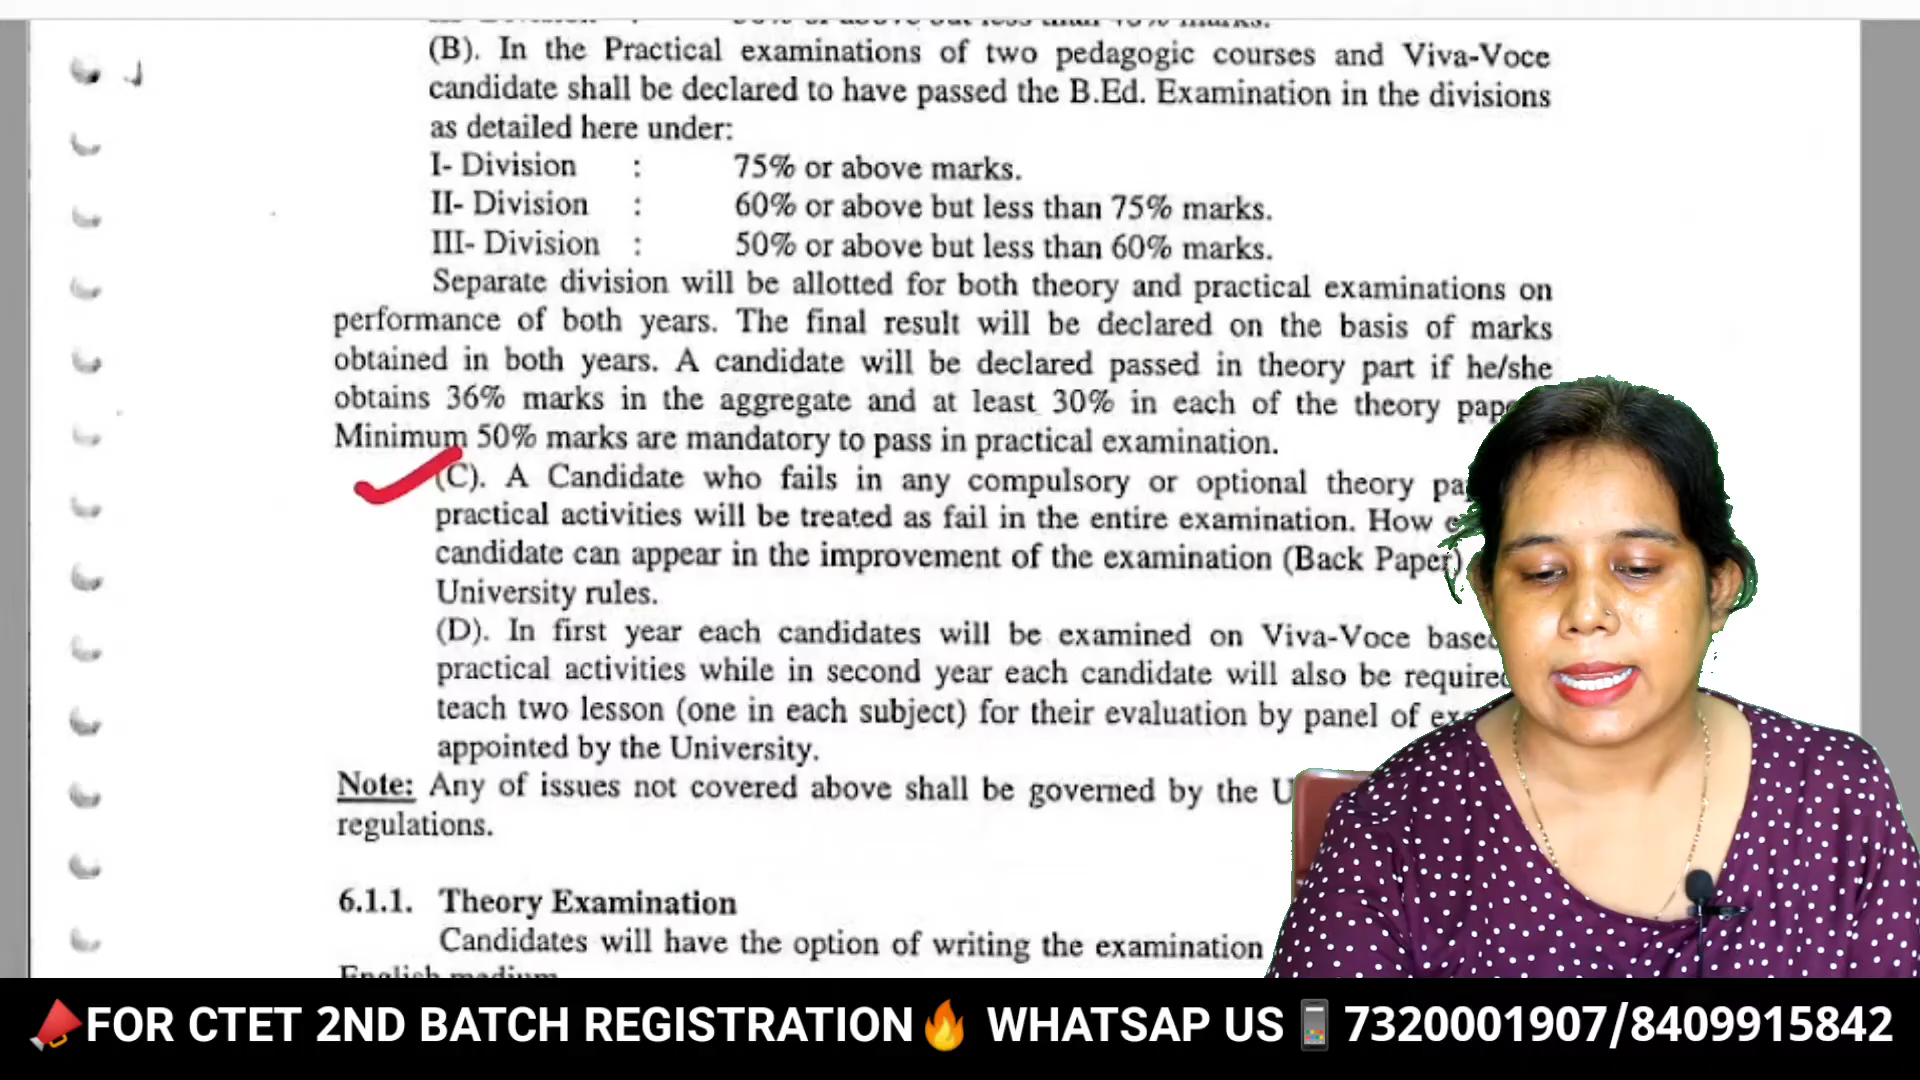 (B). In the Practical examinations of two pedagogic courses and Viva-Voce
candidate shall be declared to have passed the B.Ed. Examination in the divisions
as detailed here under:
I- Division : 75% or above marks.
II- Division : 60% or above but less than 75% marks.
III- Division : 50% or above but less than 60% marks.
Separate division will be allotted for both theory and practical examinations on
performance of both years. The final result will be declared on the basis of marks
obtained in both years. A candidate will be declared passed in theory part if he/she
obtains 36% marks in the aggregate and at least 30% in each of the theory
Minimum 50% marks are mandatory to pass in practical examination.
(C). A Candidate who fails in any compulsory or optional theory
practical activities will be treated as fail in the entire examination. How
candidate can appear in the improvement of the examination (Back Paper)
University rules.
(D). In first year each candidates will be examined on Viva-Voce
practical activities while in second year each candidate will also be
teach two lesson (one in each subject) for their evaluation by panel of
appointed by the University.
Note: Any of issues not covered above shall be governed by the
regulations.
6.1.1. Theory Examination
Candidates will have the option of writing the examination
English medium
FOR CTET 2ND BATCH REGISTRATION🔥 WHATSAP US📱7320001907/8409915842